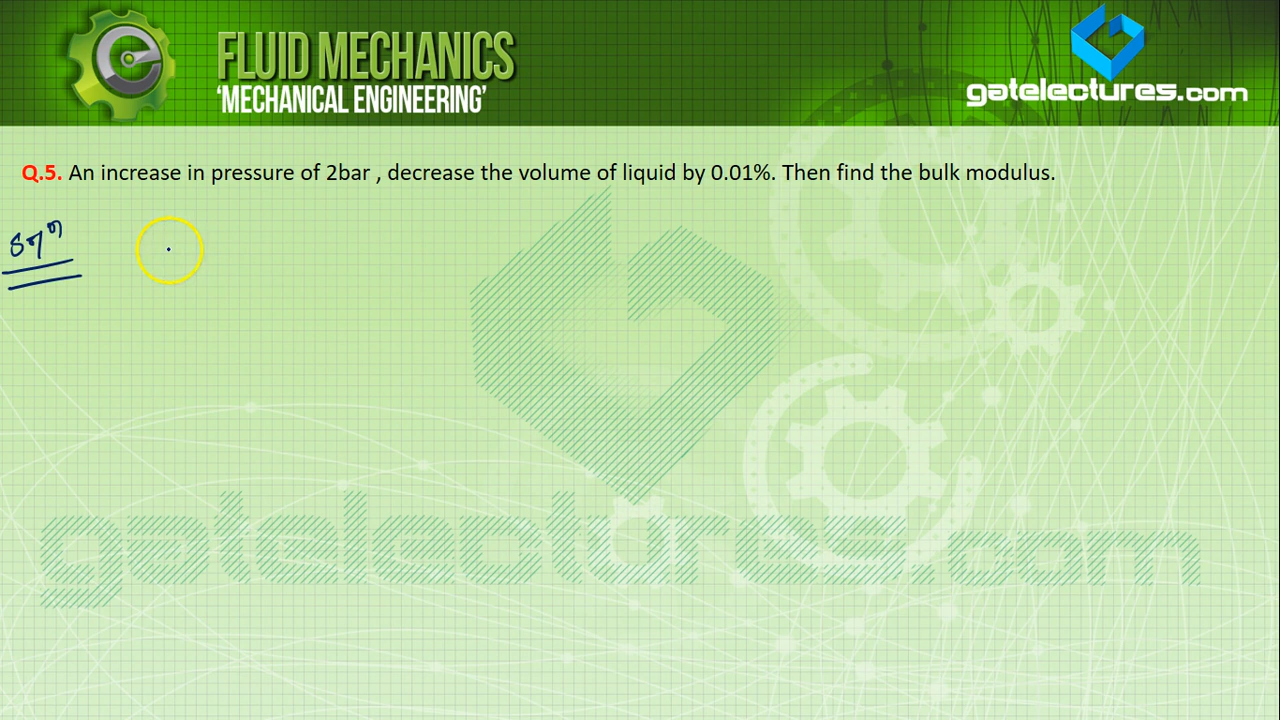 FLUID MECHANICS
'MECHANICAL ENGINEERING'
gatelectures.com
Q.5. An increase in pressure of 2bar , decrease the volume of liquid by 0.01%. Then find the bulk modulus.
gatelectures.com